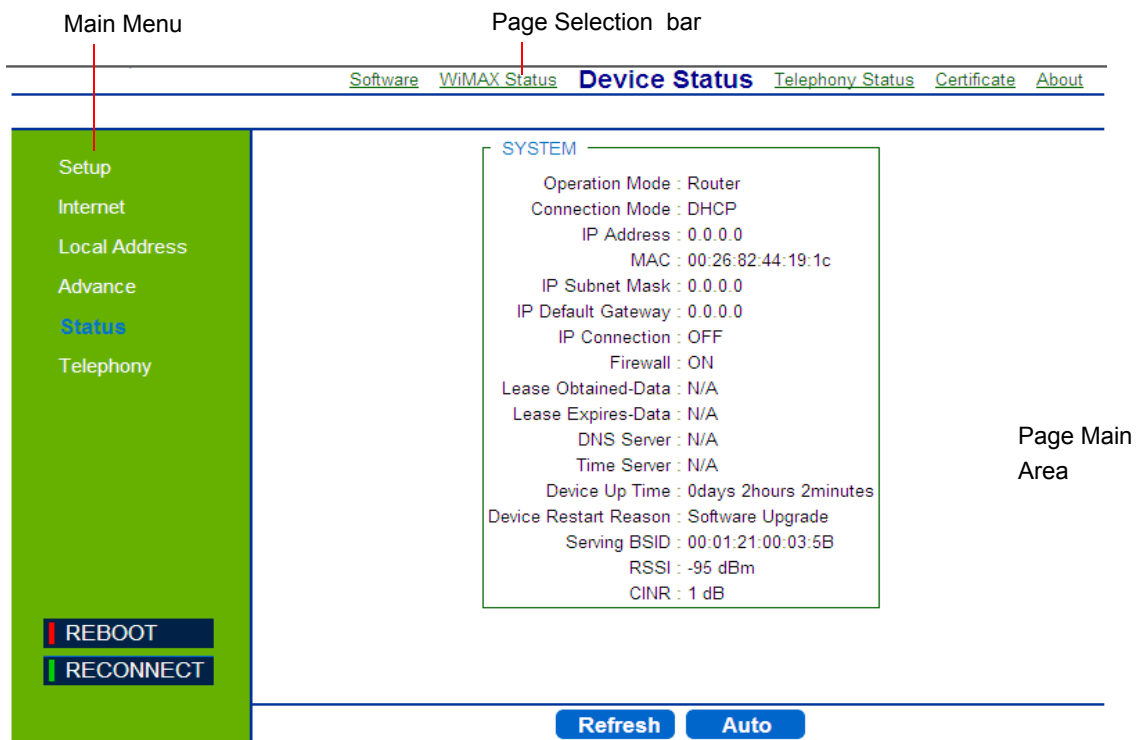 Main Menu
Page Selection bar
Software WiMAX Status Device Status Telephony Status Certificate About
Setup
Internet
Local Address
Advance
Status
Telephony
REBOOT
RECONNECT
SYSTEM
Operation Mode : Router
Connection Mode : DHCP
IP Address : 0.0.0.0
MAC : 00:26:82:44:19:1c
IP Subnet Mask : 0.0.0.0
IP Default Gateway : 0.0.0.0
IP Connection : OFF
Firewall : ON
Lease Obtained-Data : N/A
Lease Expires-Data : N/A
DNS Server : N/A
Time Server : N/A
Device Up Time : 0days 2hours 2minutes
Device Restart Reason : Software Upgrade
Serving BSID : 00:01:21:00:03:5B
RSSI : -95 dBm
CINR : 1 dB
Page Main
Area
Refresh Auto